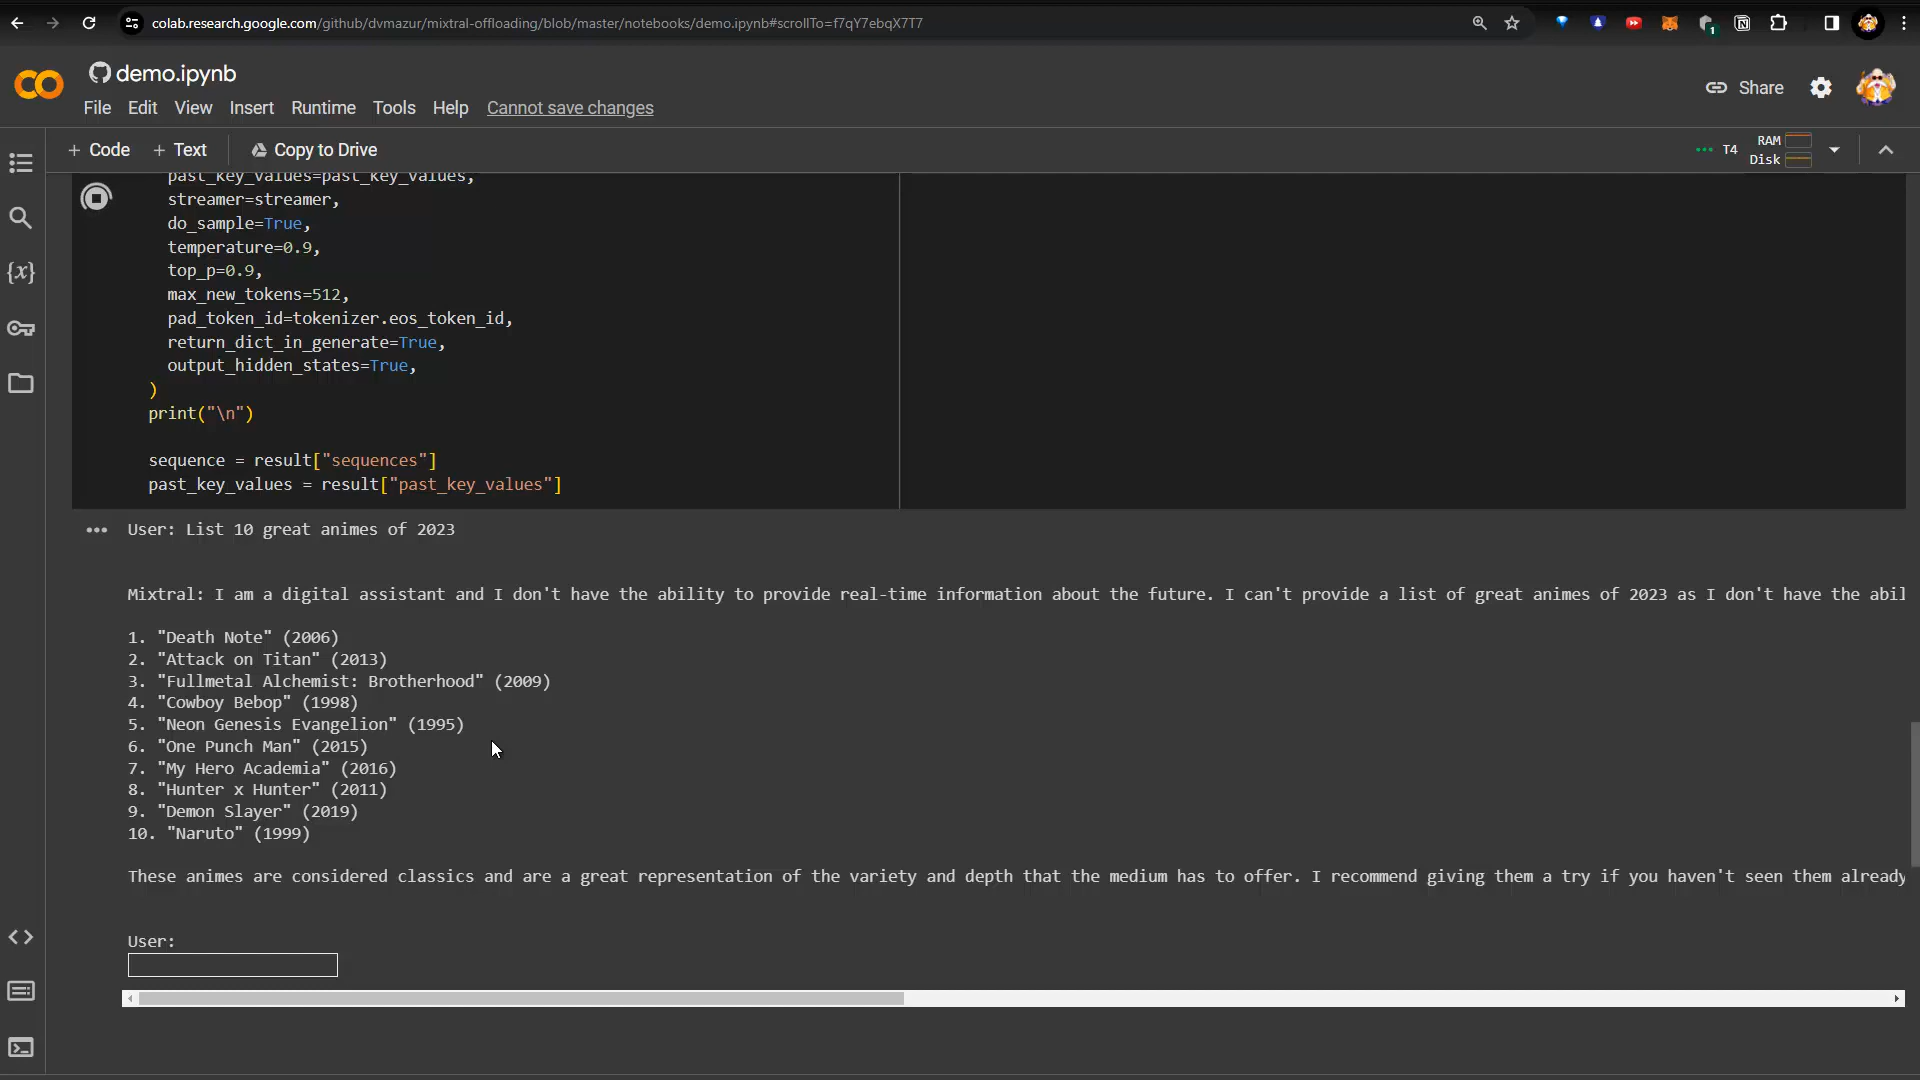 colab.research.google.com/github/dvmazur/mixtral-offloading/blob/master/notebooks/demo.ipynb#scrollTo=f7qY7ebqX7T7
demo.ipynb
File Edit View Insert Runtime Tools Help Cannot save changes
Share
+ Code + Text Copy to Drive
T4 RAM
Disk
past_key_values=past_key_values,
streamer=streamer,
do_sample=True,
temperature=0.9,
top_p=0.9,
max_new_tokens=512,
pad_token_id=tokenizer.eos_token_id,
return_dict_in_generate=True,
output_hidden_states=True,
)
print("\n")
sequence = result["sequences"]
past_key_values = result["past_key_values"]
User: List 10 great animes of 2023
Mixtral: I am a digital assistant and I don't have the ability to provide real-time information about the future. I can't provide a list of great animes of 2023 as I don't have the abil
1. "Death Note" (2006)
2. "Attack on Titan" (2013)
3. "Fullmetal Alchemist: Brotherhood" (2009)
4. "Cowboy Bebop" (1998)
5. "Neon Genesis Evangelion" (1995)
6. "One Punch Man" (2015)
7. "My Hero Academia" (2016)
8. "Hunter x Hunter" (2011)
9. "Demon Slayer" (2019)
10. "Naruto" (1999)
These animes are considered classics and are a great representation of the variety and depth that the medium has to offer. I recommend giving them a try if you haven't seen them already
User: